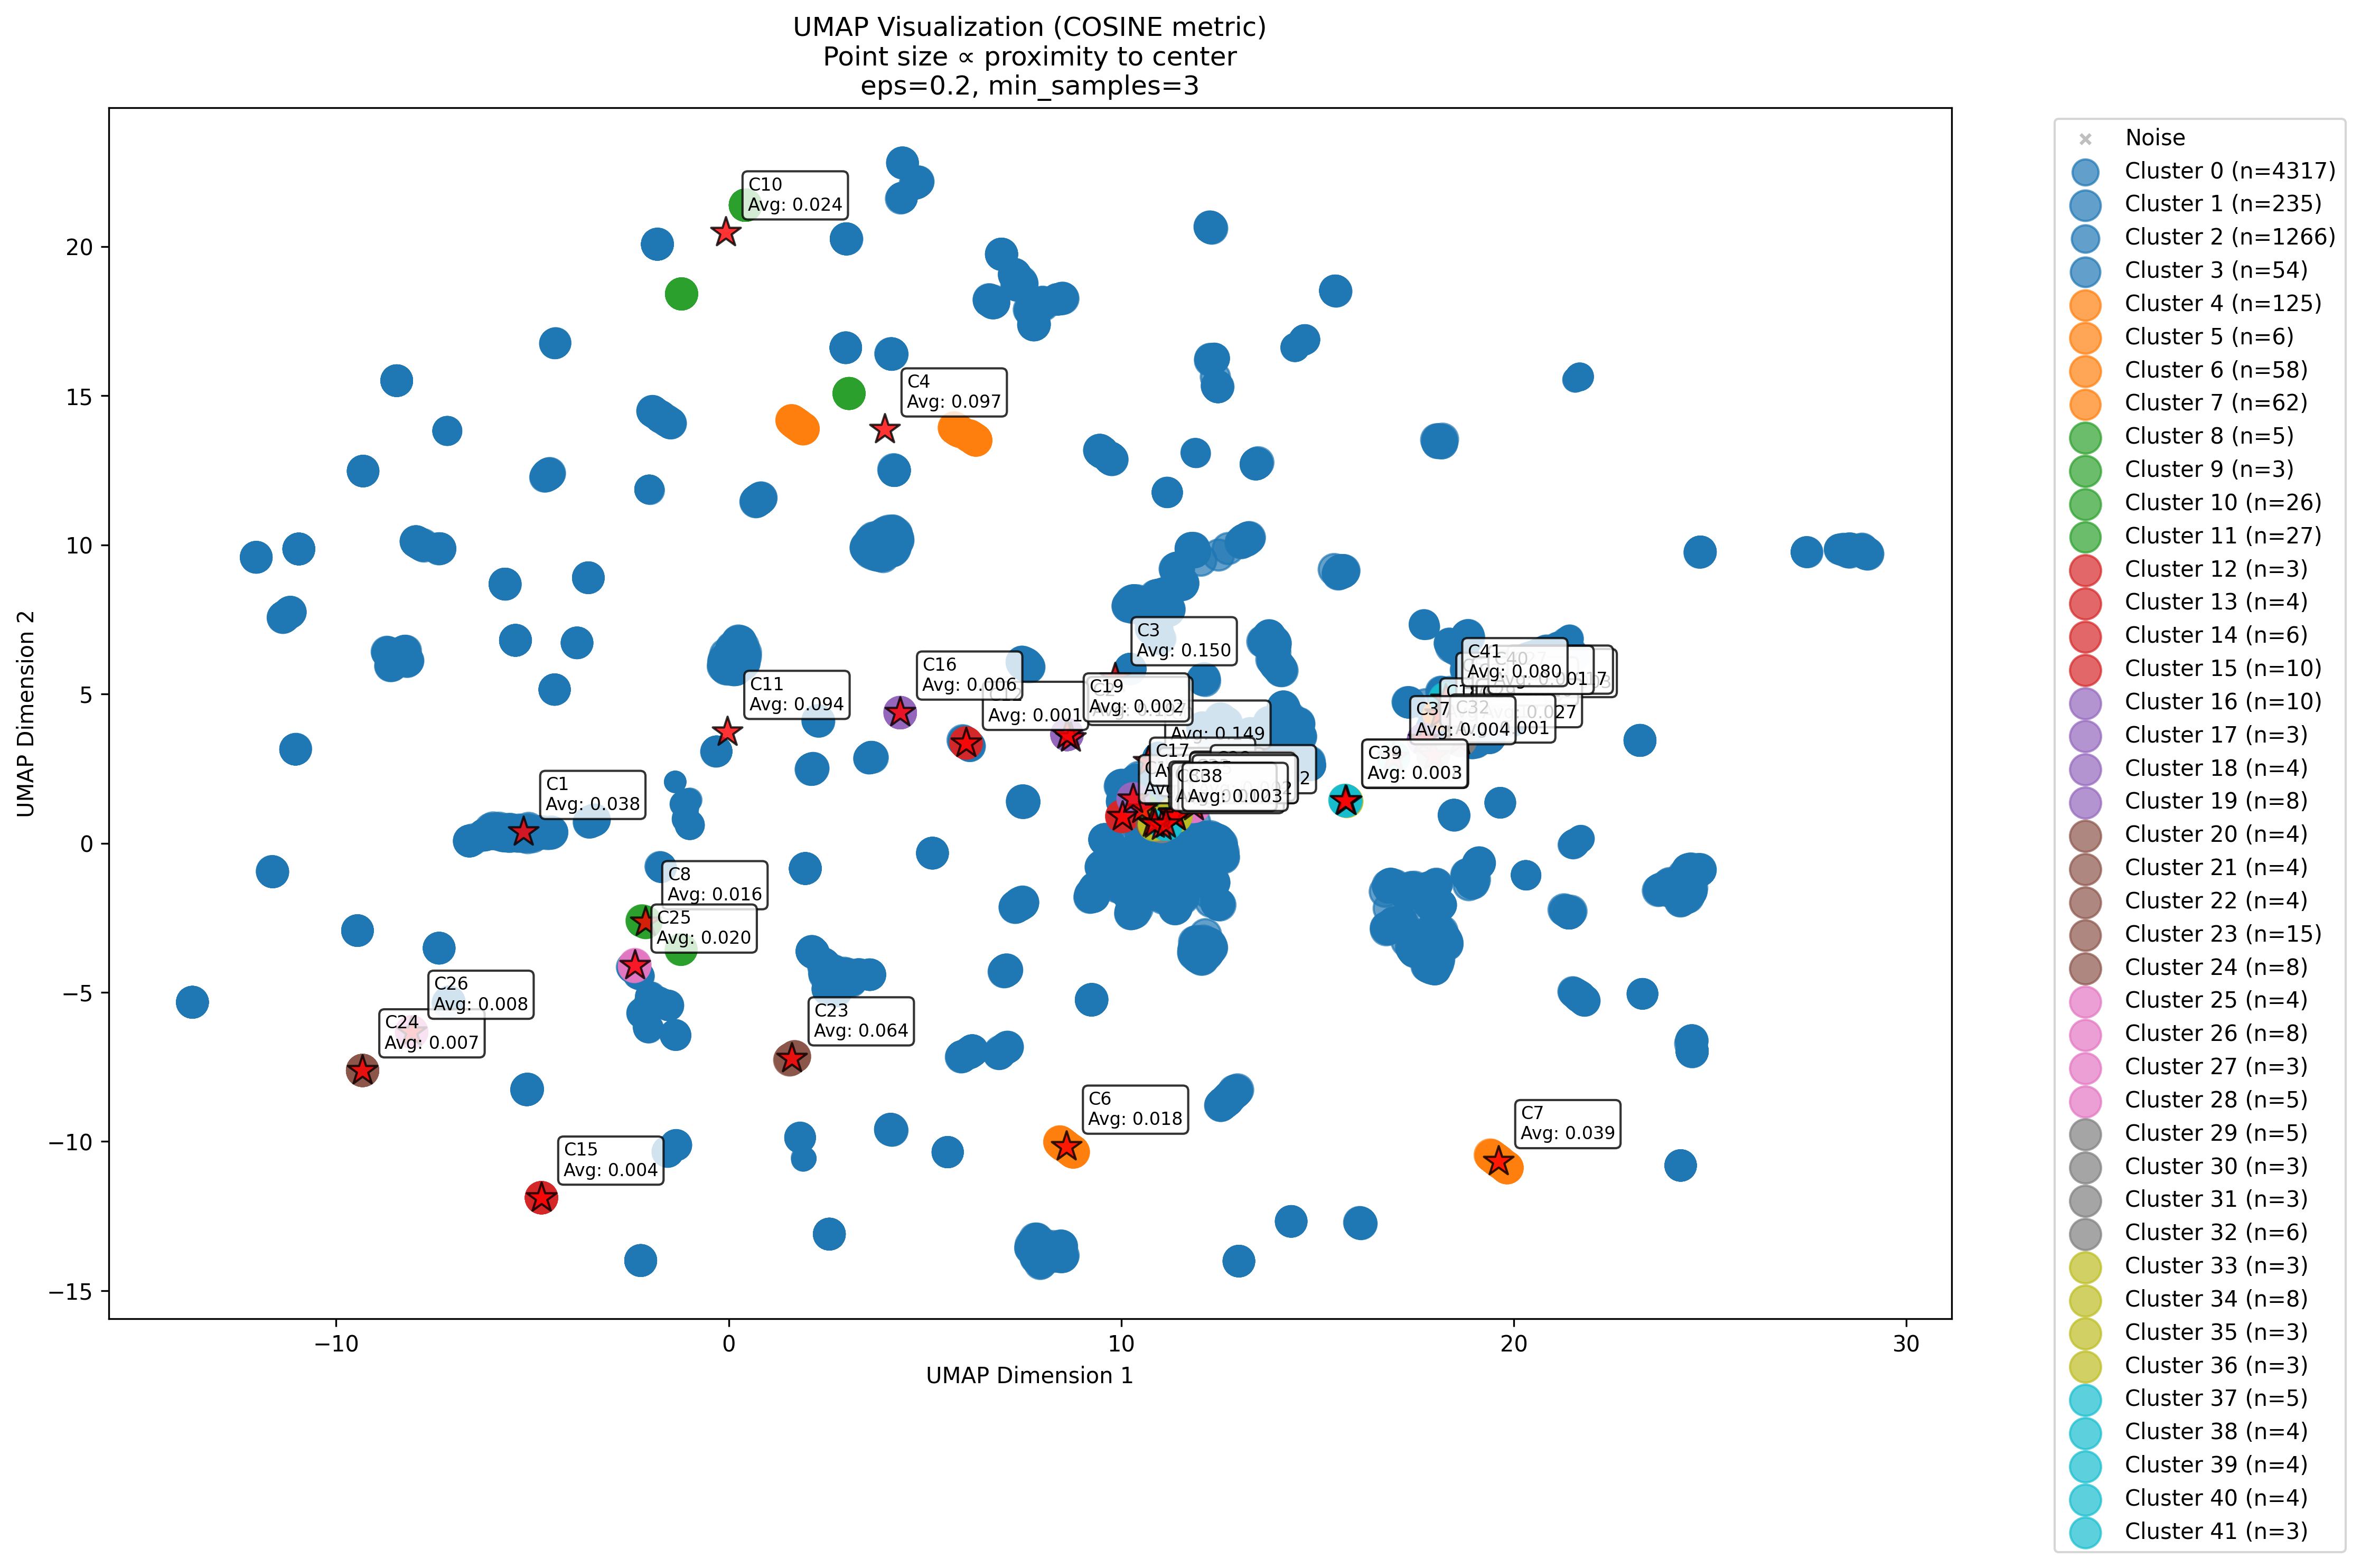 UMAP Visualization (COSINE metric)
Point size ∝ proximity to center
eps=0.2, min_samples=3
UMAP Dimension 2
20
15
10
5
0
−5
−10
−15
−10
0
10
20
30
UMAP Dimension 1
C10
Avg: 0.024
C4
Avg: 0.097
C3
Avg: 0.150
C41
Avg: 0.080
C16
Avg: 0.006
C11
Avg: 0.094
C19
Avg: 0.002
Avg: 0.001
Avg: 0.149
C37
Avg: 0.004
C32
C40
C39
Avg: 0.003
C17
C38
Avg: 0.003
C1
Avg: 0.038
C8
Avg: 0.016
C25
Avg: 0.020
C26
Avg: 0.008
C24
Avg: 0.007
C23
Avg: 0.064
C6
Avg: 0.018
C7
Avg: 0.039
C15
Avg: 0.004
Noise
Cluster 0 (n=4317)
Cluster 1 (n=235)
Cluster 2 (n=1266)
Cluster 3 (n=54)
Cluster 4 (n=125)
Cluster 5 (n=6)
Cluster 6 (n=58)
Cluster 7 (n=62)
Cluster 8 (n=5)
Cluster 9 (n=3)
Cluster 10 (n=26)
Cluster 11 (n=27)
Cluster 12 (n=3)
Cluster 13 (n=4)
Cluster 14 (n=6)
Cluster 15 (n=10)
Cluster 16 (n=10)
Cluster 17 (n=3)
Cluster 18 (n=4)
Cluster 19 (n=8)
Cluster 20 (n=4)
Cluster 21 (n=4)
Cluster 22 (n=4)
Cluster 23 (n=15)
Cluster 24 (n=8)
Cluster 25 (n=4)
Cluster 26 (n=8)
Cluster 27 (n=3)
Cluster 28 (n=5)
Cluster 29 (n=5)
Cluster 30 (n=3)
Cluster 31 (n=3)
Cluster 32 (n=6)
Cluster 33 (n=3)
Cluster 34 (n=8)
Cluster 35 (n=3)
Cluster 36 (n=3)
Cluster 37 (n=5)
Cluster 38 (n=4)
Cluster 39 (n=4)
Cluster 40 (n=4)
Cluster 41 (n=3)